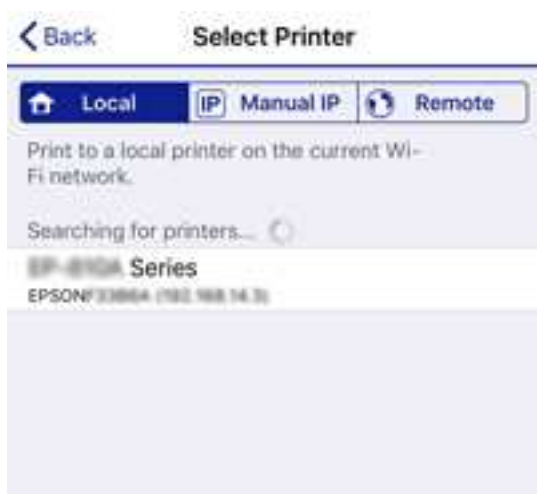 Back Select Printer
Local IP Manual IP Remote
Print to a local printer on the current Wi-
Fi network.
Searching for printers...
Series
EPSON